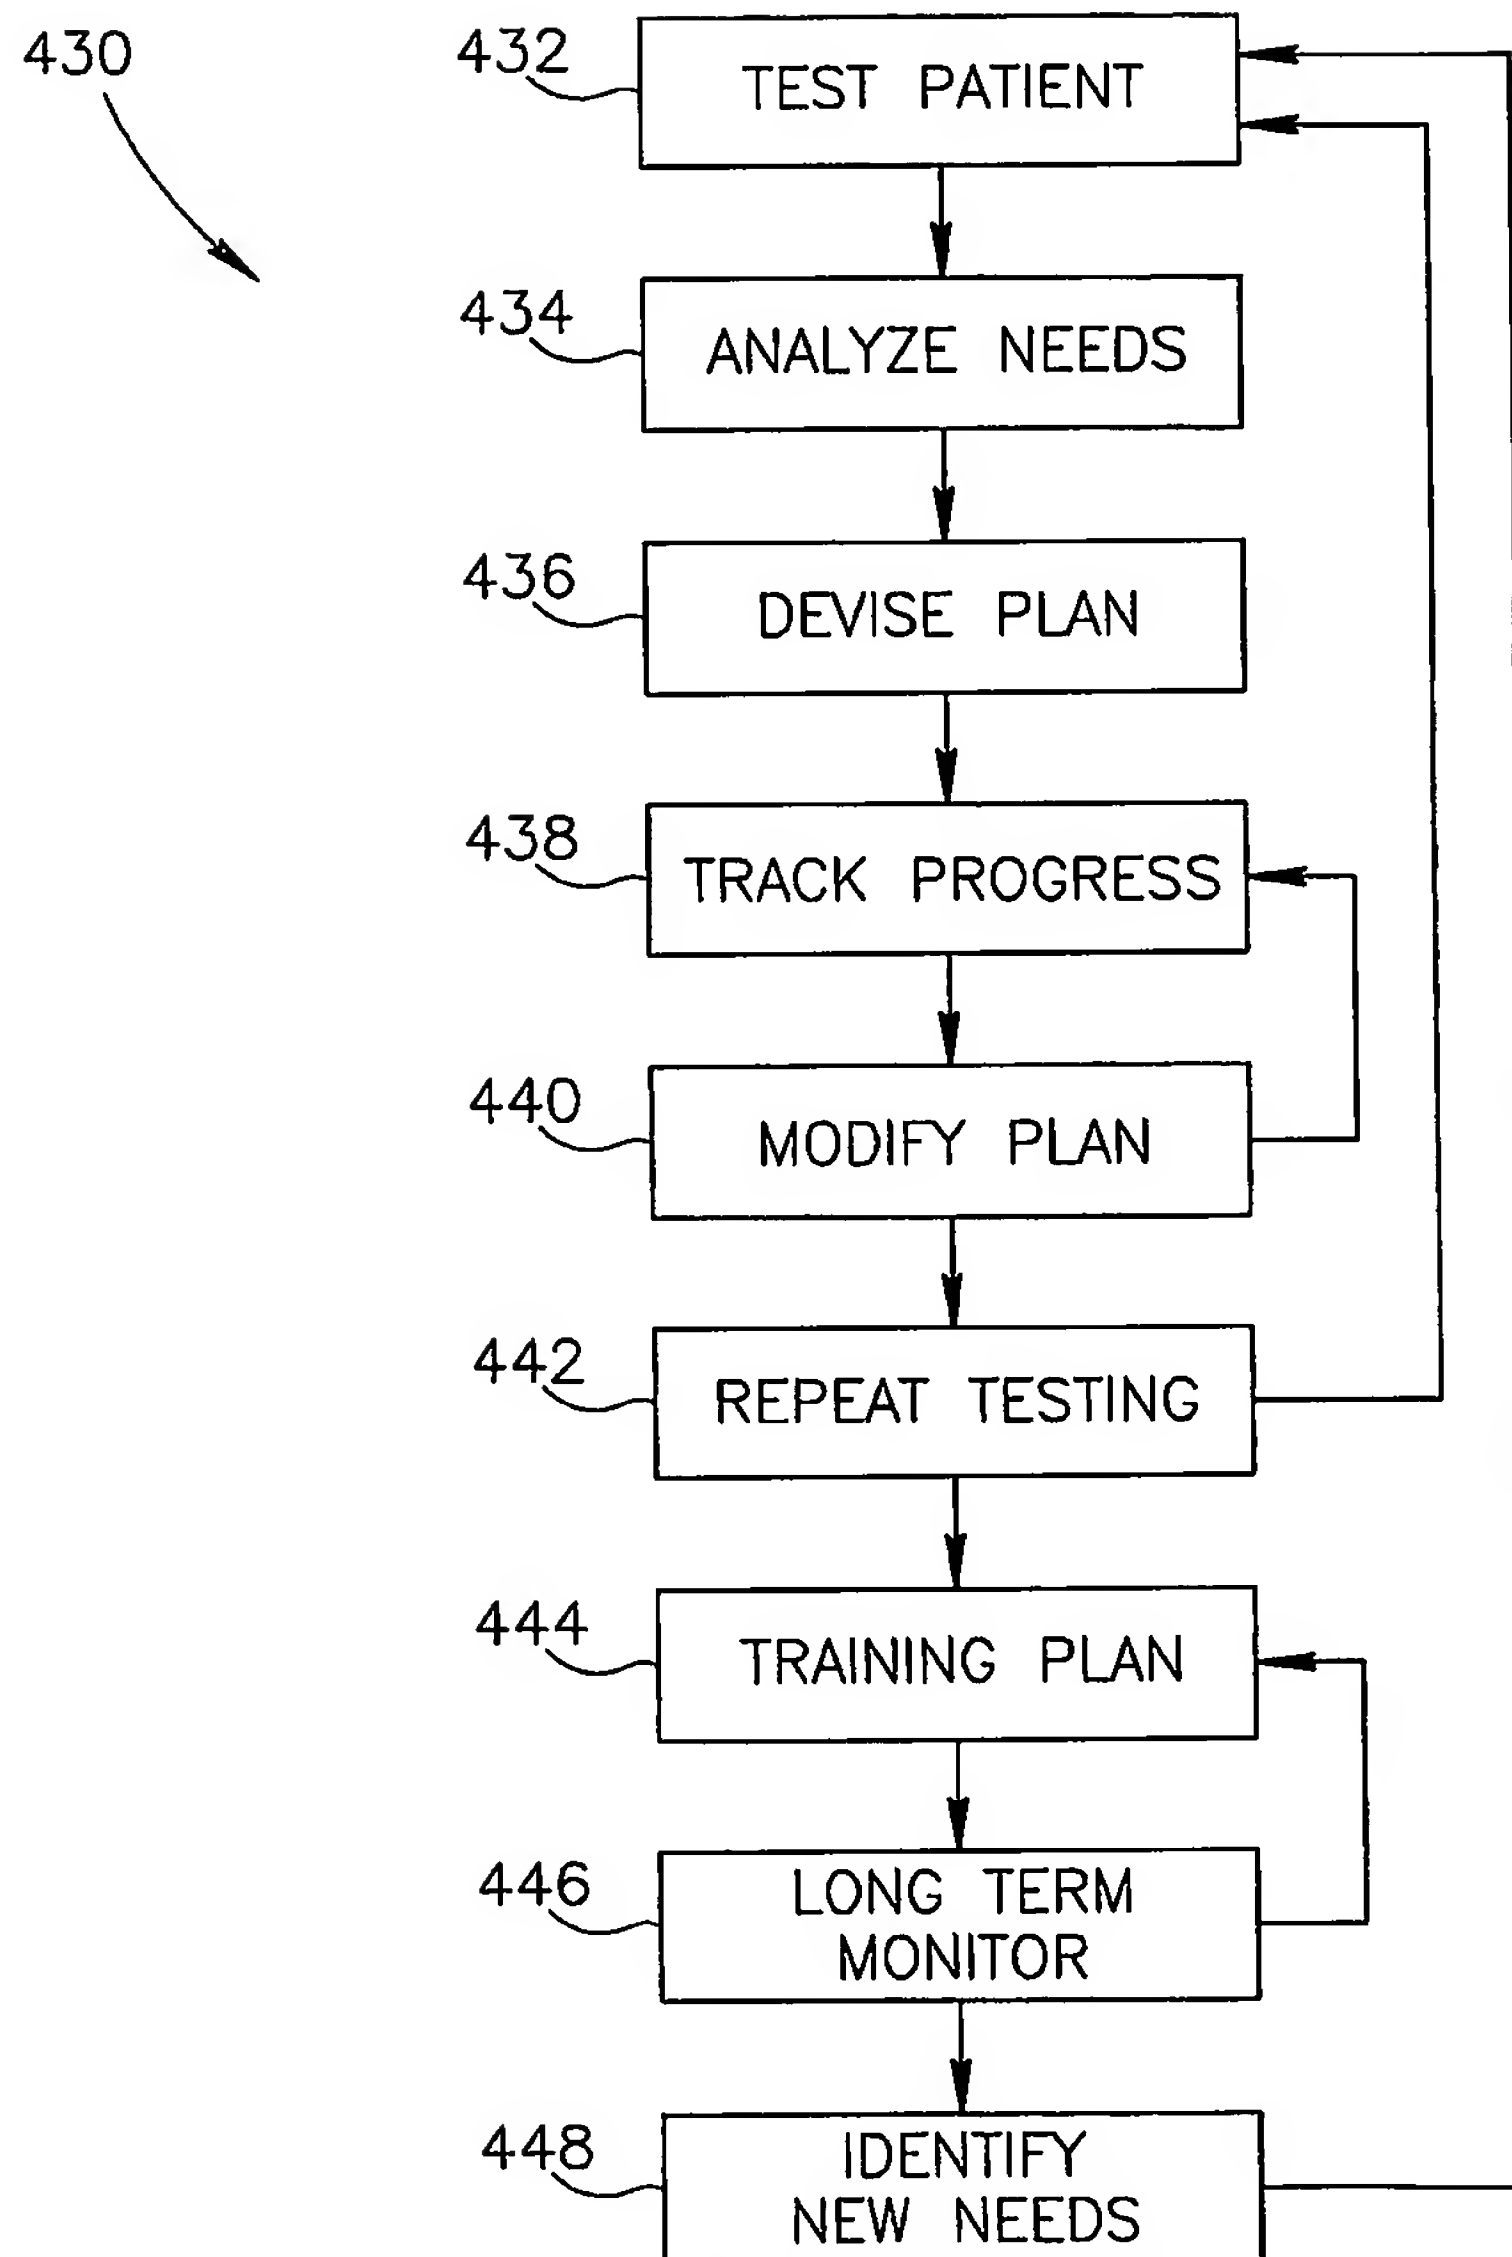 430
432
TEST PATIENT
434
ANALYZE NEEDS
436
DEVISE PLAN
438
TRACK PROGRESS
440
MODIFY PLAN
442
REPEAT TESTING
444
TRAINING PLAN
446
LONG TERM
MONITOR
448
IDENTIFY
NEW NEEDS